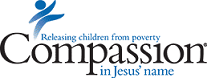 Releasing children from poverty
Compassion®
in Jesus' name